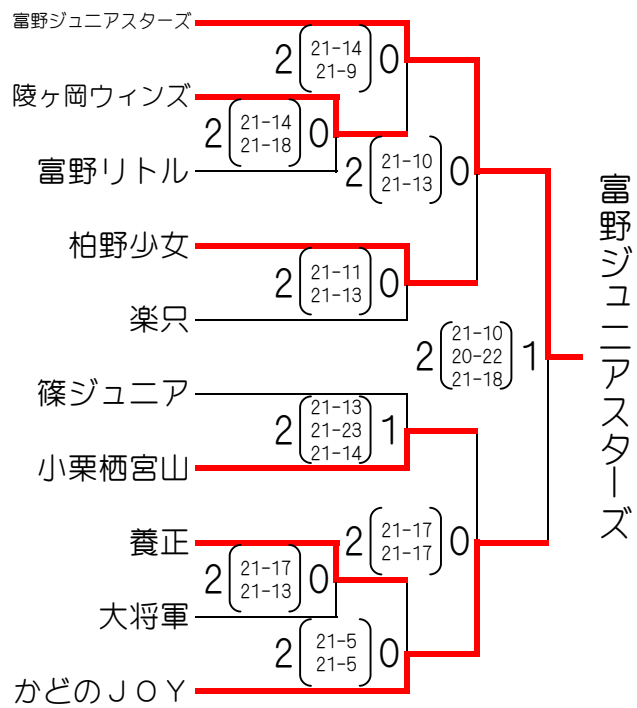 富野ジュニアスターズ
2 21-14 0
21-9
陵ヶ岡ウィンズ
2 21-14 0
21-18
富野リトル
2 21-10 0
21-13
柏野少女
2 21-11 0
21-13
楽只
2 21-10 1
20-22
21-18
富野ジュニアスターズ
篠ジュニア
2 21-13 1
21-23
21-14
小栗栖宮山
養正
2 21-17 0
21-17
2 21-17 0
21-13
大将軍
2 21-5 0
21-5
かどのＪＯＹ